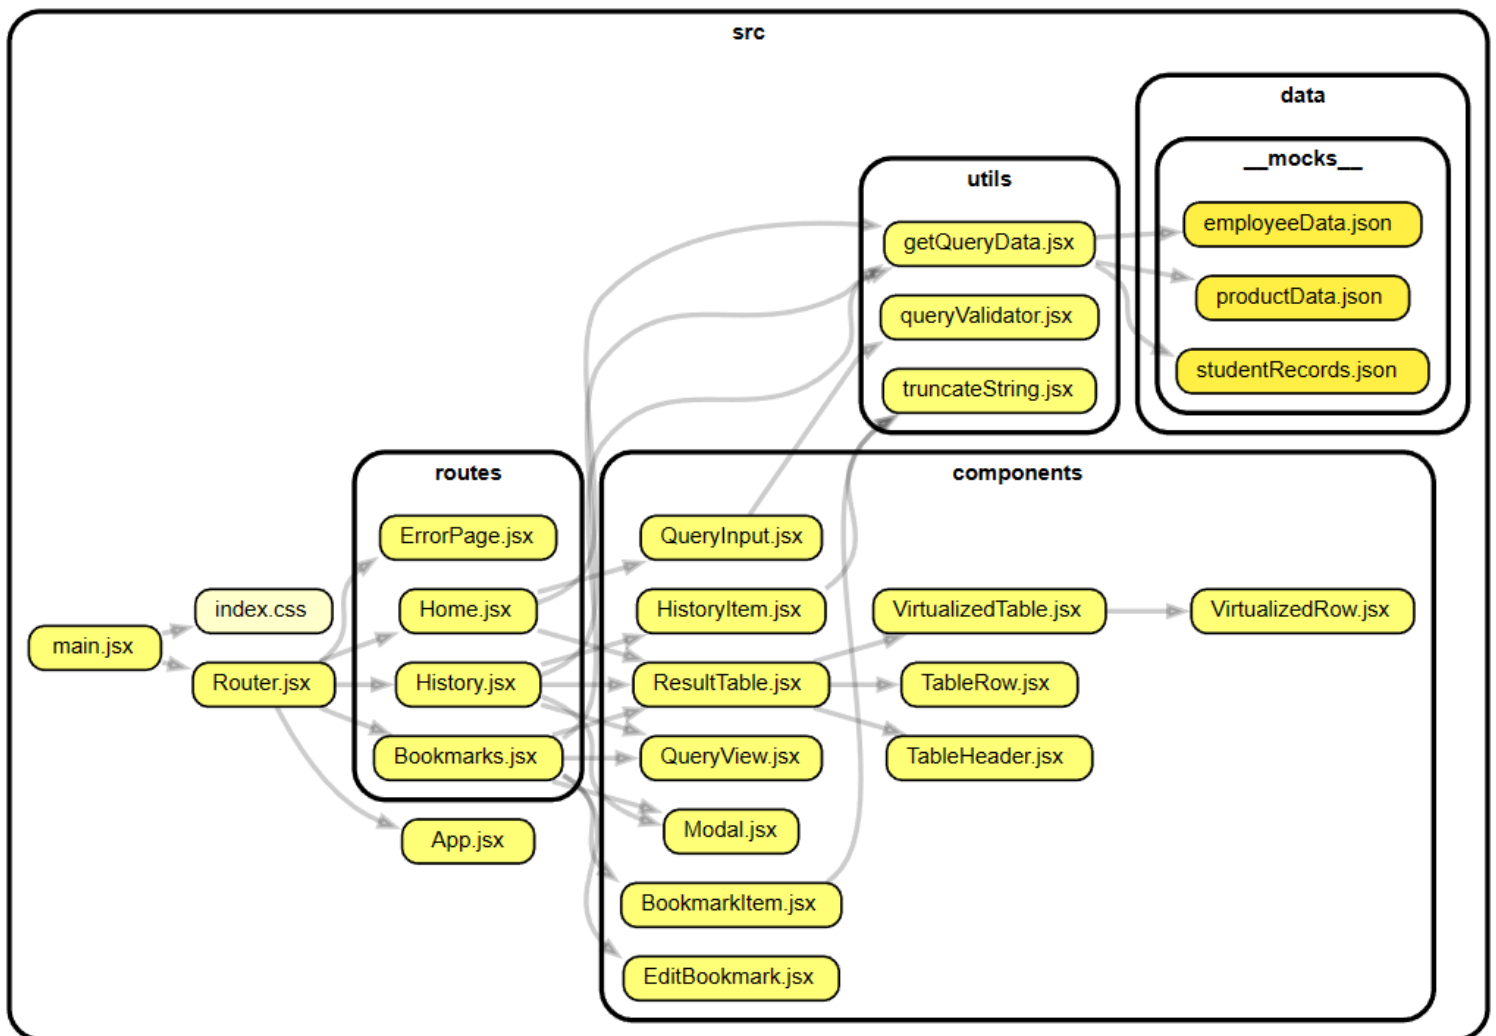 src
data
__mocks__
employeeData.json
productData.json
studentRecords.json
utils
getQueryData.jsx
queryValidator.jsx
truncateString.jsx
routes
ErrorPage.jsx
Home.jsx
History.jsx
Bookmarks.jsx
main.jsx
index.css
Router.jsx
App.jsx
components
QueryInput.jsx
HistoryItem.jsx
ResultTable.jsx
QueryView.jsx
Modal.jsx
BookmarkItem.jsx
EditBookmark.jsx
VirtualizedTable.jsx
TableRow.jsx
TableHeader.jsx
VirtualizedRow.jsx